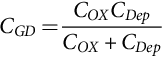 C_GD = C_OX C_Dep / (C_OX + C_Dep)